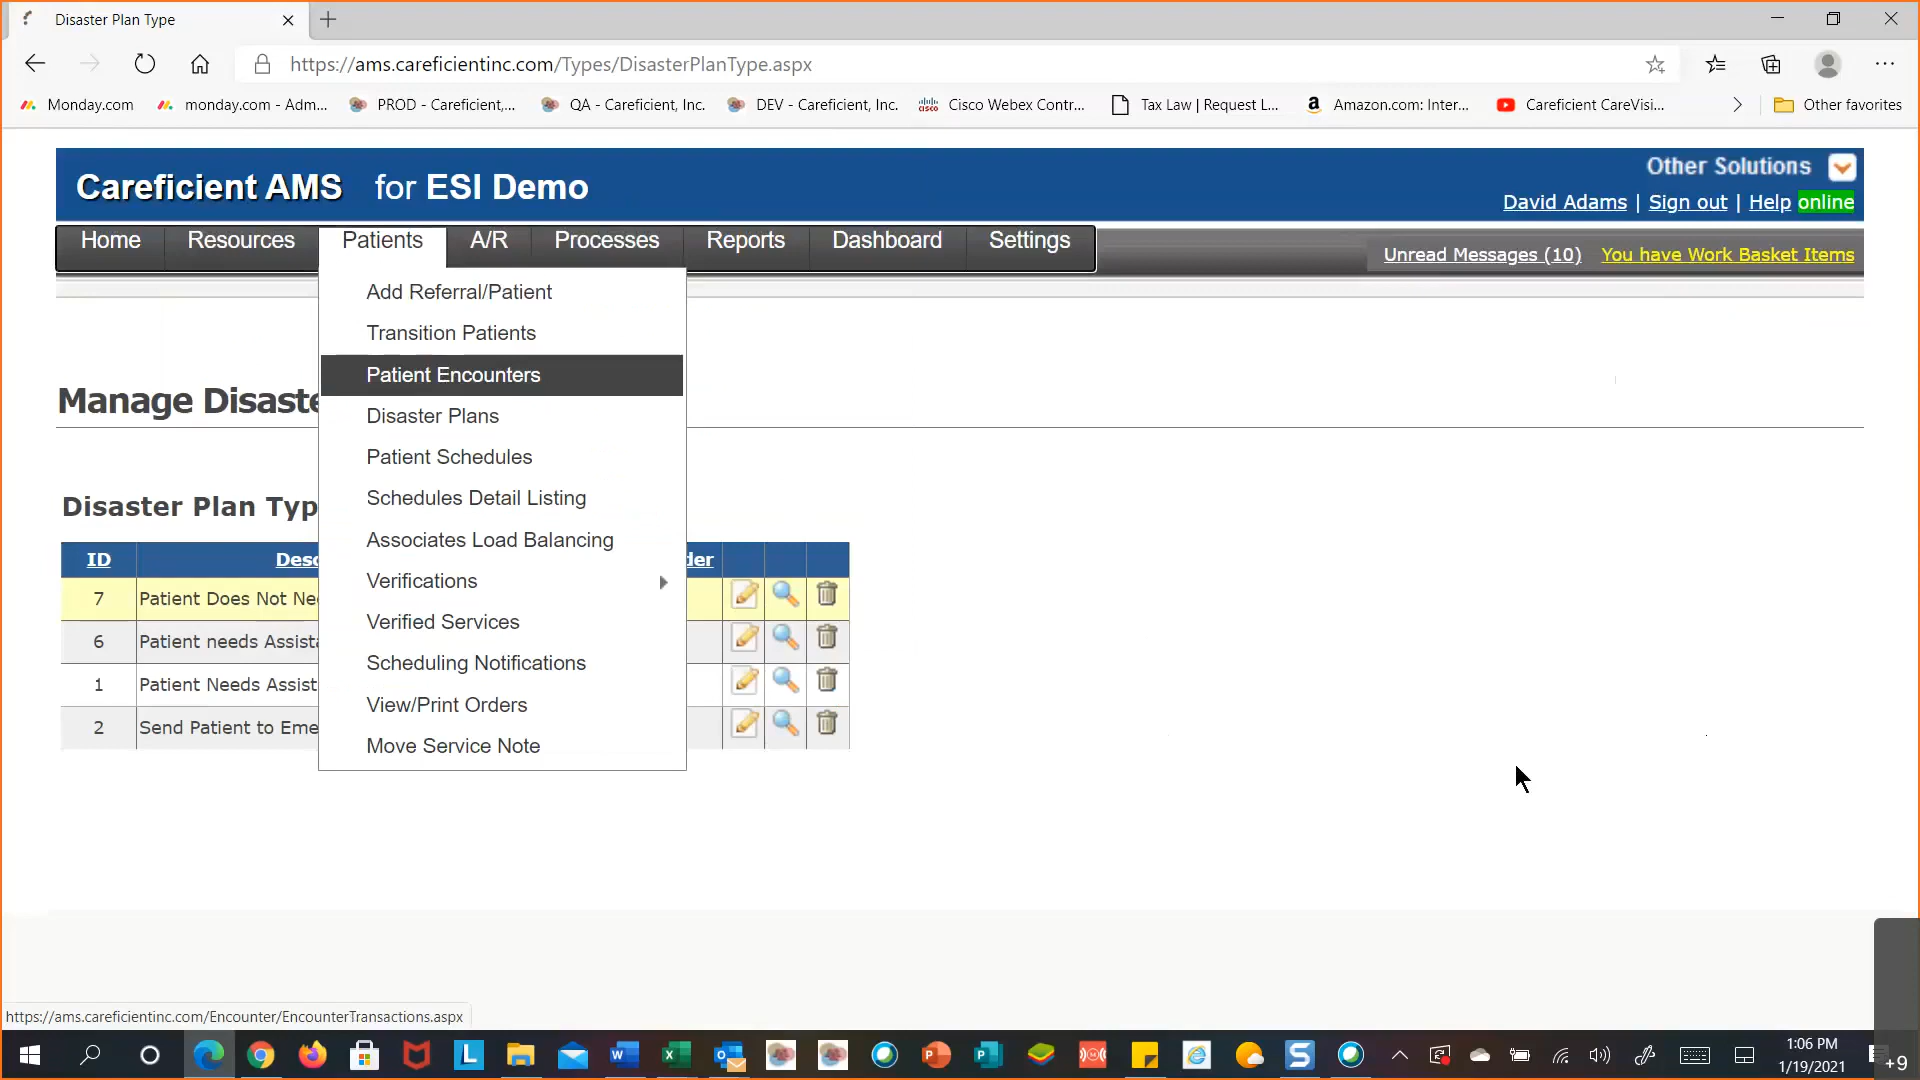 Disaster Plan Type
https://ams.careficientinc.com/Types/DisasterPlanType.aspx
Monday.com
monday.com - Adm...
PROD - Careficient,...
QA - Careficient, Inc.
DEV - Careficient, Inc.
Cisco Webex Contr...
Tax Law | Request L...
Amazon.com: Inter...
Careficient CareVisi...
Other favorites
Careficient AMS for ESI Demo
Other Solutions
David Adams | Sign out | Help online
Home Resources Patients A/R Processes Reports Dashboard Settings
Unread Messages (10) You have Work Basket Items
Add Referral/Patient
Transition Patients
Patient Encounters
Disaster Plans
Patient Schedules
Schedules Detail Listing
Associates Load Balancing
Verifications
Verified Services
Scheduling Notifications
View/Print Orders
Move Service Note
Manage Disaste
Disaster Plan Typ
ID Desc der
7 Patient Does Not Ne
6 Patient needs Assista
1 Patient Needs Assist
2 Send Patient to Eme
https://ams.careficientinc.com/Encounter/EncounterTransactions.aspx
1:06 PM
1/19/2021
+9